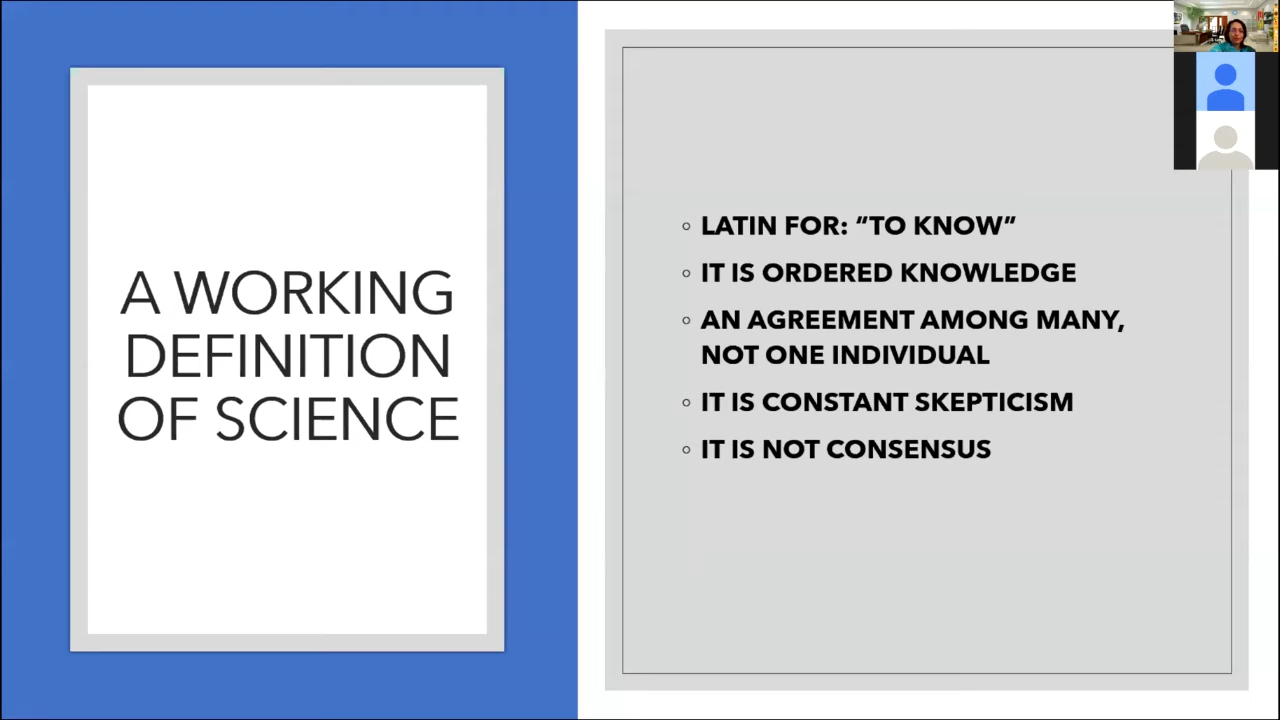 A WORKING
DEFINITION
OF SCIENCE
LATIN FOR: “TO KNOW”
IT IS ORDERED KNOWLEDGE
AN AGREEMENT AMONG MANY,
NOT ONE INDIVIDUAL
IT IS CONSTANT SKEPTICISM
IT IS NOT CONSENSUS